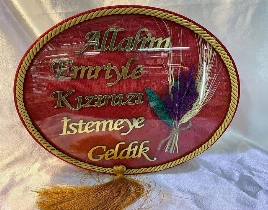 Allahın
Emriyle
Kızınızı
İstemeye
Geldik